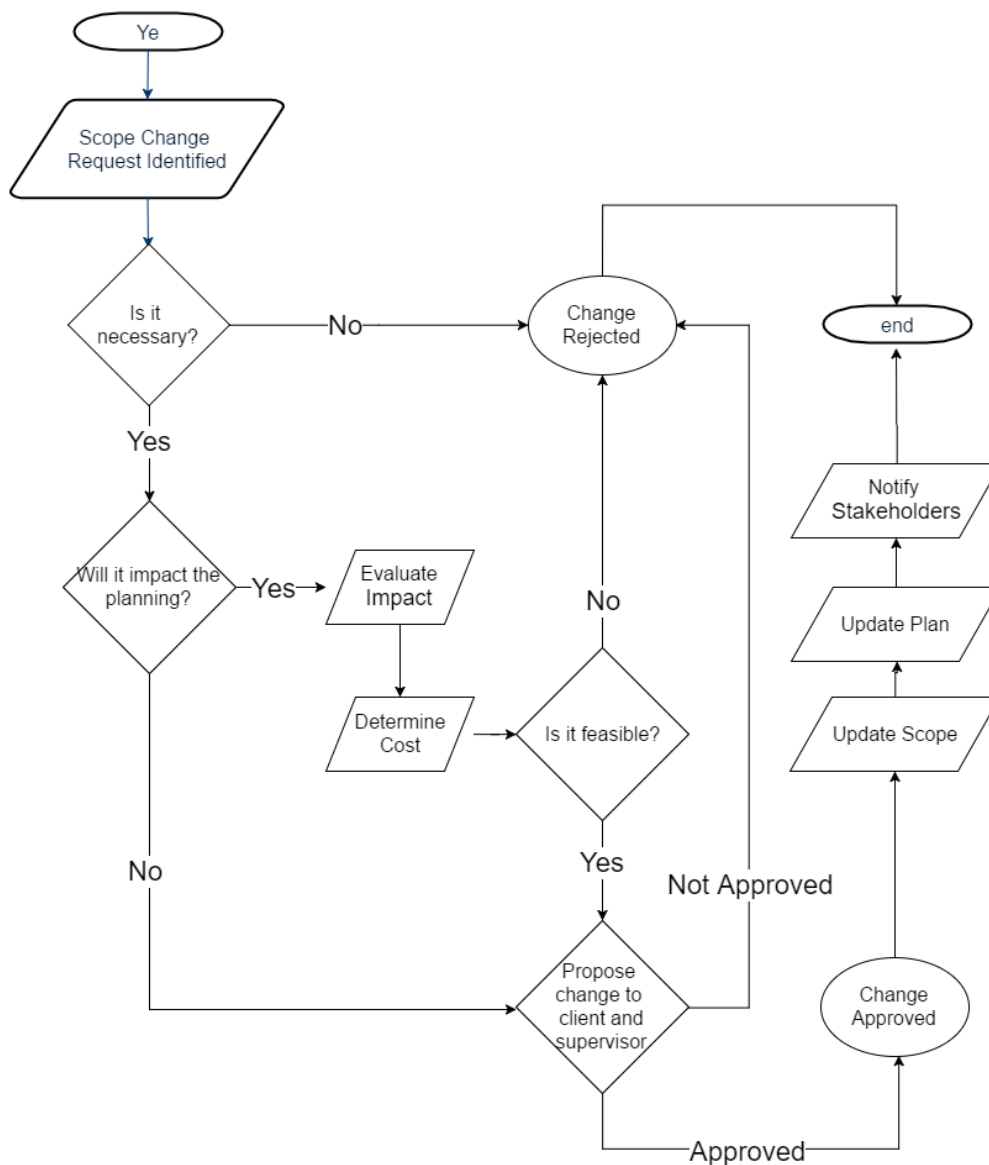 Ye
Scope Change
Request Identified
Is it
necessary?
No
Change
Rejected
end
Yes
Notify
Stakeholders
Will it impact the
planning?
Yes
Evaluate
Impact
No
Update Plan
Determine
Cost
Is it feasible?
Update Scope
No
Yes
Not Approved
Propose
change to
client and
supervisor
Change
Approved
Approved